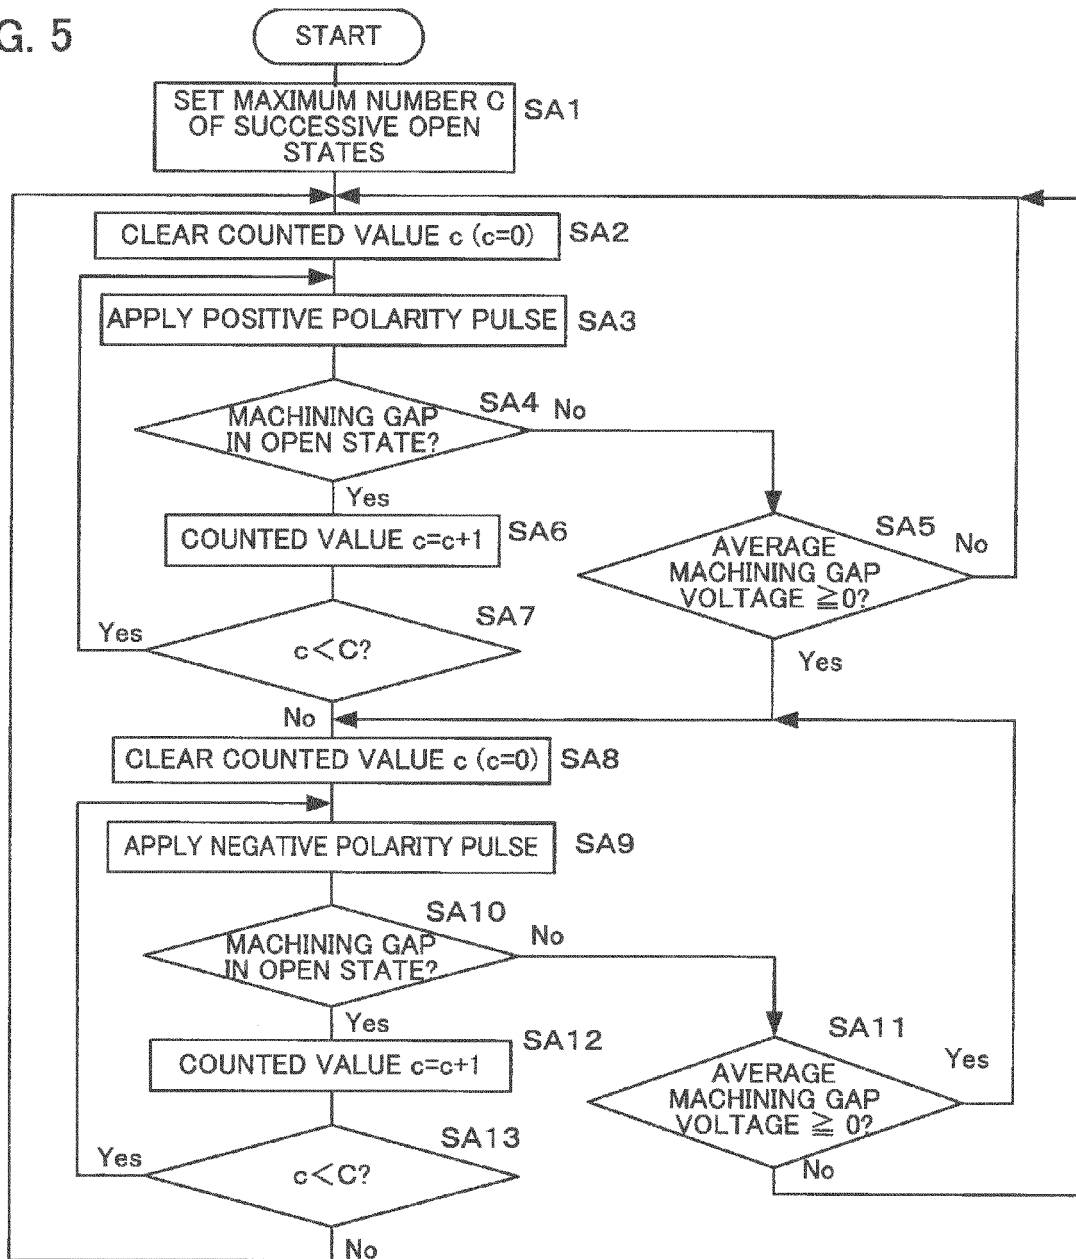 G. 5
START
SET MAXIMUM NUMBER C
OF SUCCESSIVE OPEN
STATES
SA1
CLEAR COUNTED VALUE c (c=0)
SA2
APPLY POSITIVE POLARITY PULSE
SA3
MACHINING GAP
IN OPEN STATE?
SA4
No
Yes
COUNTED VALUE c=c+1
SA6
AVERAGE
MACHINING GAP
VOLTAGE ≧0?
SA5
No
Yes
c<C?
SA7
Yes
No
CLEAR COUNTED VALUE c (c=0)
SA8
APPLY NEGATIVE POLARITY PULSE
SA9
MACHINING GAP
IN OPEN STATE?
SA10
No
Yes
COUNTED VALUE c=c+1
SA12
AVERAGE
MACHINING GAP
VOLTAGE ≧ 0?
SA11
Yes
No
c<C?
SA13
Yes
No